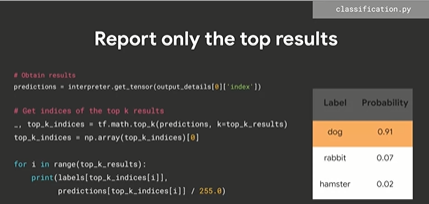 classification.py
Report only the top results
# Obtain results
predictions = interpreter.get_tensor(output_details[0]['index'])
# Get indices of the top k results
_, top_k_indices = tf.math.top_k(predictions, k=top_k_results)
top_k_indices = np.array(top_k_indices)[0]
for i in range(top_k_results):
    print(labels[top_k_indices[i]],
        predictions[top_k_indices[i]] / 255.0)
Label Probability
dog 0.91
rabbit 0.07
hamster 0.02